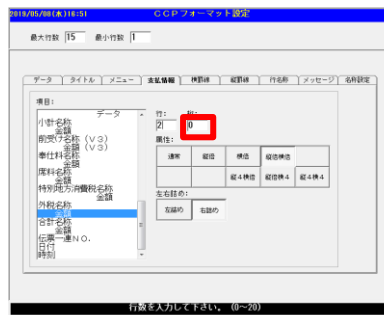 2019/05/08(水)16:51
CCPフォーマット設定
最大行数 15 最小行数 1
データ タイトル メニュー 支払情報 横罫線 縦罫線 行名称 メッセージ 名称設定
項目:
データ
小計名称
金額
前受け名称(V3)
金額(V3)
奉仕料名称
金額
席料名称
金額
特別地方消費税名称
金額
外税名称
金額
合計名称
金額
伝票一連NO.
日付
時刻
行: 桁:
2 0
属性:
通常 縦倍 横倍 縦倍横倍
縦4横倍 縦倍横4 縦4横4
左右詰め:
左詰め 右詰め
行数を入力して下さい。 (0~20)